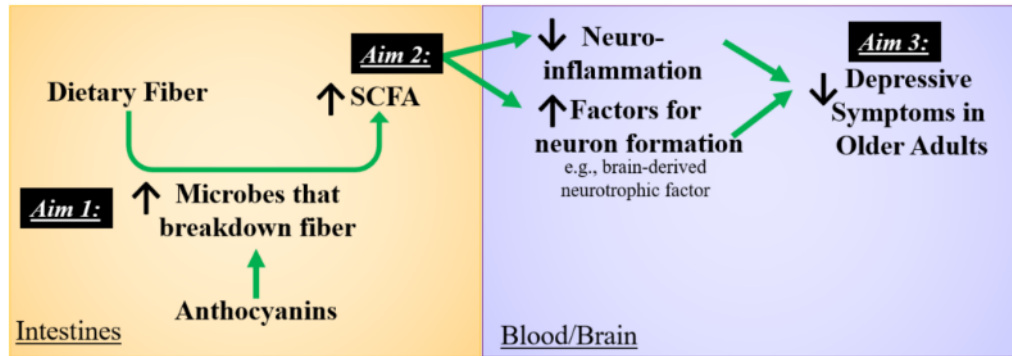 Dietary Fiber
Aim 2:
↑ SCFA
Aim 1:
↑ Microbes that
breakdown fiber
Anthocyanins
Intestines
↓ Neuro-
inflammation
↑ Factors for
neuron formation
e.g., brain-derived
neurotrophic factor
Aim 3:
↓ Depressive
Symptoms in
Older Adults
Blood/Brain